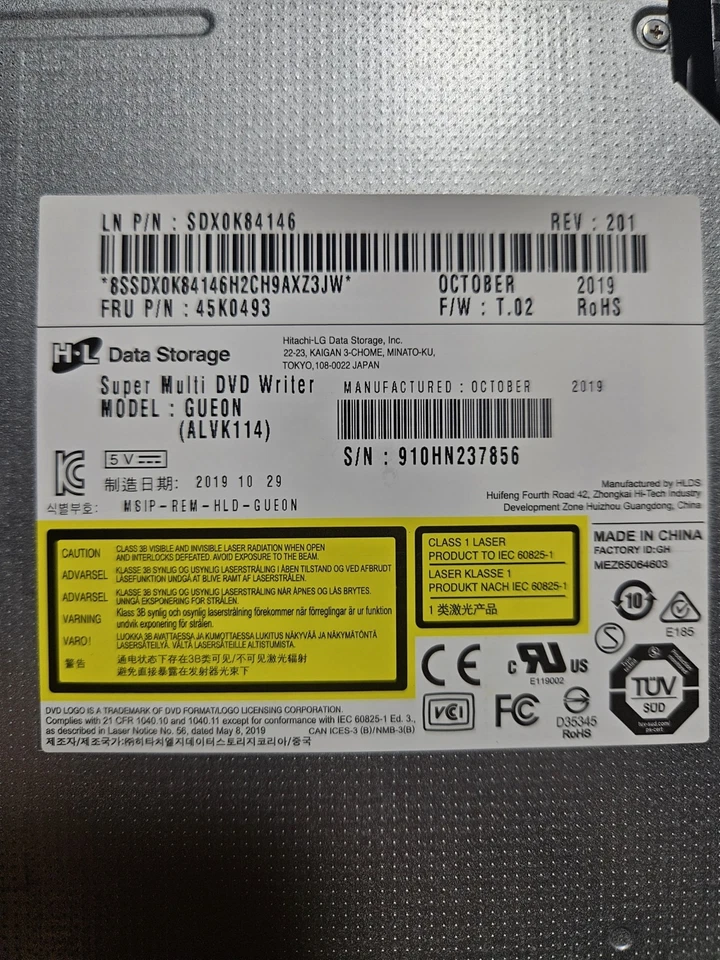 LN P/N : SDX0K84146 REV : 201
*8SSDX0K84146H2CH9AXZ3JW* OCTOBER 2019
FRU P/N : 45K0493 F/W : T.02 RoHS
H·L Data Storage
Hitachi-LG Data Storage, Inc.
22-23, KAIGAN 3-CHOME, MINATO-KU,
TOKYO,108-0022 JAPAN
Super Multi DVD Writer MANUFACTURED : OCTOBER 2019
MODEL : GUE0N
(ALVK114)
S/N : 910HN237856
5V
制造日期: 2019 10 29
식별부호: MSIP-REM-HLD-GUE0N
Manufactured by HLDS
Huifeng Fourth Road 42, Zhongkai Hi-Tech Industry
Development Zone Huizhou Guangdong, China
CAUTION CLASS 3B VISIBLE AND INVISIBLE LASER RADIATION WHEN OPEN
AND INTERLOCKS DEFEATED. AVOID EXPOSURE TO THE BEAM.
ADVARSEL KLASSE 3B SYNLIG OG USYNLIG LASERSTRÅLING I ÅBEN TILSTAND OG VED AFBRUDT
LASEFUNKTION UNDGÅ AT BLIVE RAMT AF LASERSTRÅLEN.
ADVARSEL KLASSE 3B SYNLIG OG USYNLIG LASERSTRÅLING NÅR ÅPNES OG LÅS BRYTES.
UNNGÅ EKSPONERING FOR STRÅLEN.
VARNING Klass 3B synlig och osynlig laserstrålning förekommer när förreglingar är ur funktion
undvik exponering för strålen.
VARO! LUOKKA 3B AVATTAESSA JA KUMOTTAESSA LUKITUS NÄKYVÄÄ JA NÄKYMÄTÖNTÄ
LASERSÄTEILYÄ. VÄLTÄ LASERSÄTEELLE ALTISTUMISTA.
警告 通电状态下存在3B类可见/不可见激光辐射
避免直接暴露在发射器光束下
CLASS 1 LASER
PRODUCT TO IEC 60825-1
LASER KLASSE 1
PRODUKT NACH IEC 60825-1
1 类激光产品
MADE IN CHINA
FACTORY ID:GH
MEZ65064603
10
E185
S
CE
c RU US
E119002
VCI
FC
D35345
RoHS
TÜV
SÜD
DVD LOGO IS A TRADEMARK OF DVD FORMAT/LOGO LICENSING CORPORATION.
Complies with 21 CFR 1040.10 and 1040.11 except for conformance with IEC 60825-1 Ed. 3.,
as described in Laser Notice No. 56, dated May 8, 2019 CAN ICES-3 (B)/NMB-3(B)
제조자/제조국가:㈜히타치엘지데이터스토리지코리아/중국